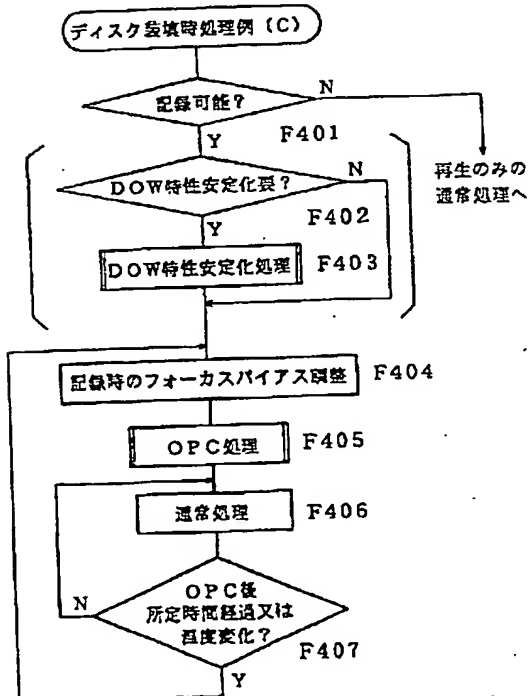 ディスク装填時処理例（C）
記録可能？
N
Y
F401
再生のみの
通常処理へ
DOW特性安定化要？
N
F402
Y
DOW特性安定化処理
F403
記録時のフォーカスバイアス調整
F404
OPC処理
F405
通常処理
F406
OPC後
所定時間経過又は
温度変化？
N
F407
Y